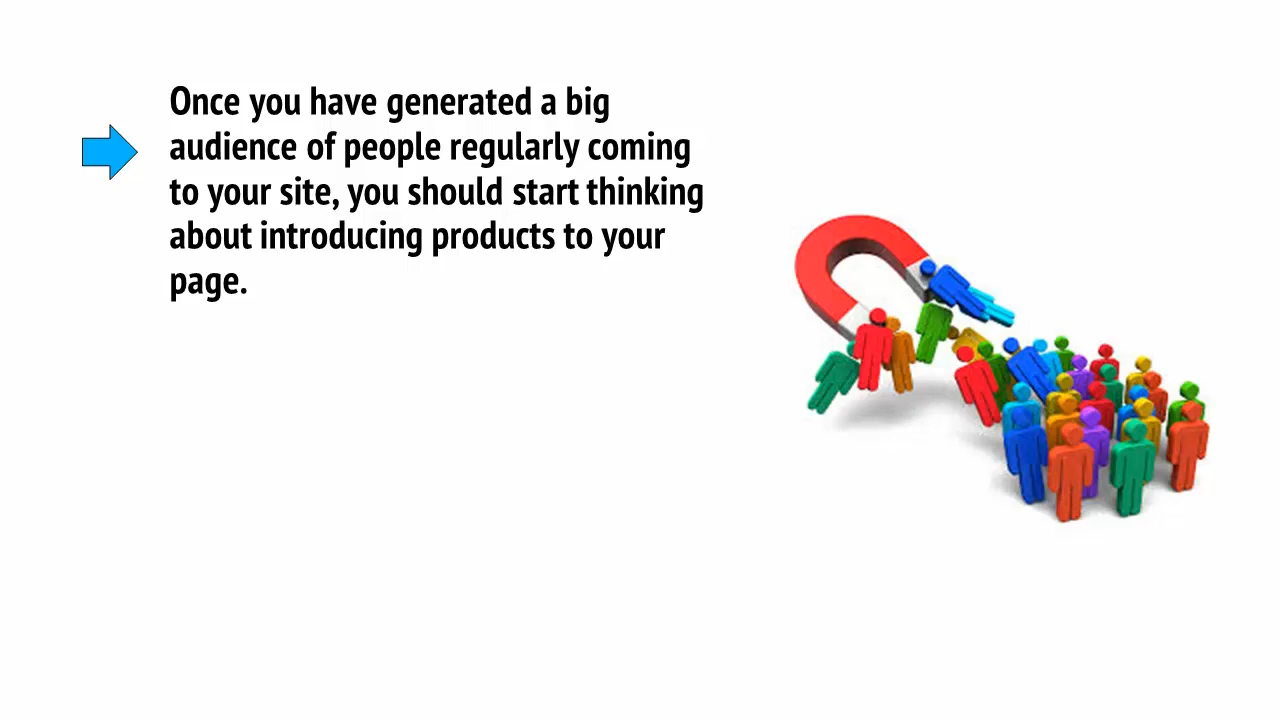 Once you have generated a big
audience of people regularly coming
to your site, you should start thinking
about introducing products to your
page.